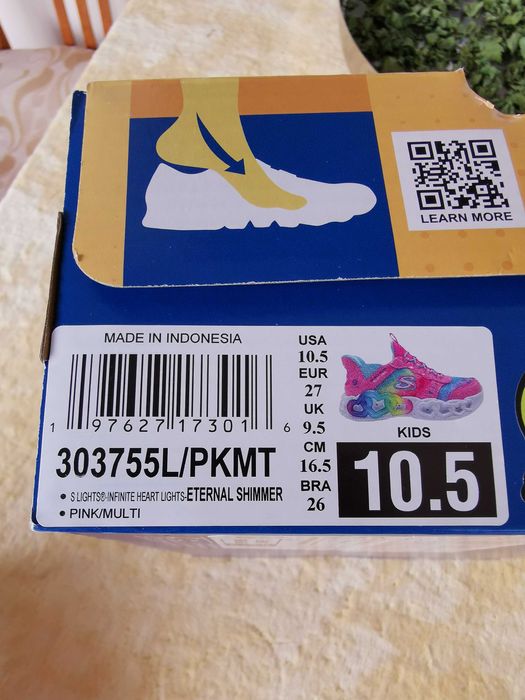 LEARN MORE
MADE IN INDONESIA
1 97627 17301 6
303755L/PKMT
• S LIGHTS®-INFINITE HEART LIGHTS-ETERNAL SHIMMER
• PINK/MULTI
USA
10.5
EUR
27
UK
9.5
CM
16.5
BRA
26
S
KIDS
10.5